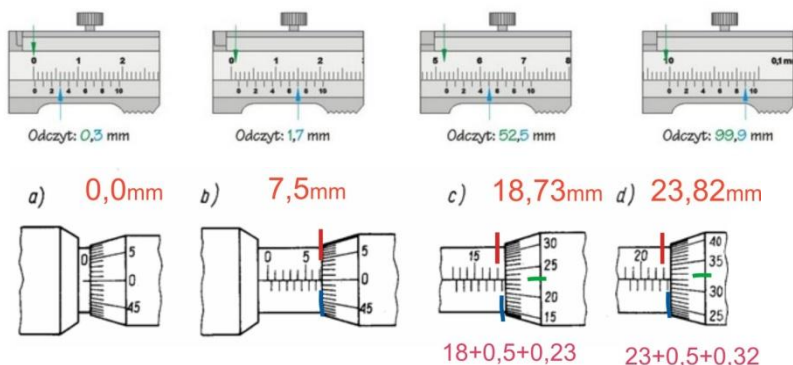 0 1 2
0 2 4 6 8 10
Odczyt: 0,3 mm
0 1 2 3
0 2 4 6 8 10
Odczyt: 1,7 mm
5 6 7 8
0 2 4 6 8 10
Odczyt: 52,5 mm
10 0,1 m
0 2 4 6 8 10
Odczyt: 99,9 mm
a) 0,0mm
b) 7,5mm
c) 18,73mm
d) 23,82mm
0
5
0
45
0 5
5
0
45
15
30
25
20
15
20
40
35
30
25
18+0,5+0,23
23+0.5+0.32